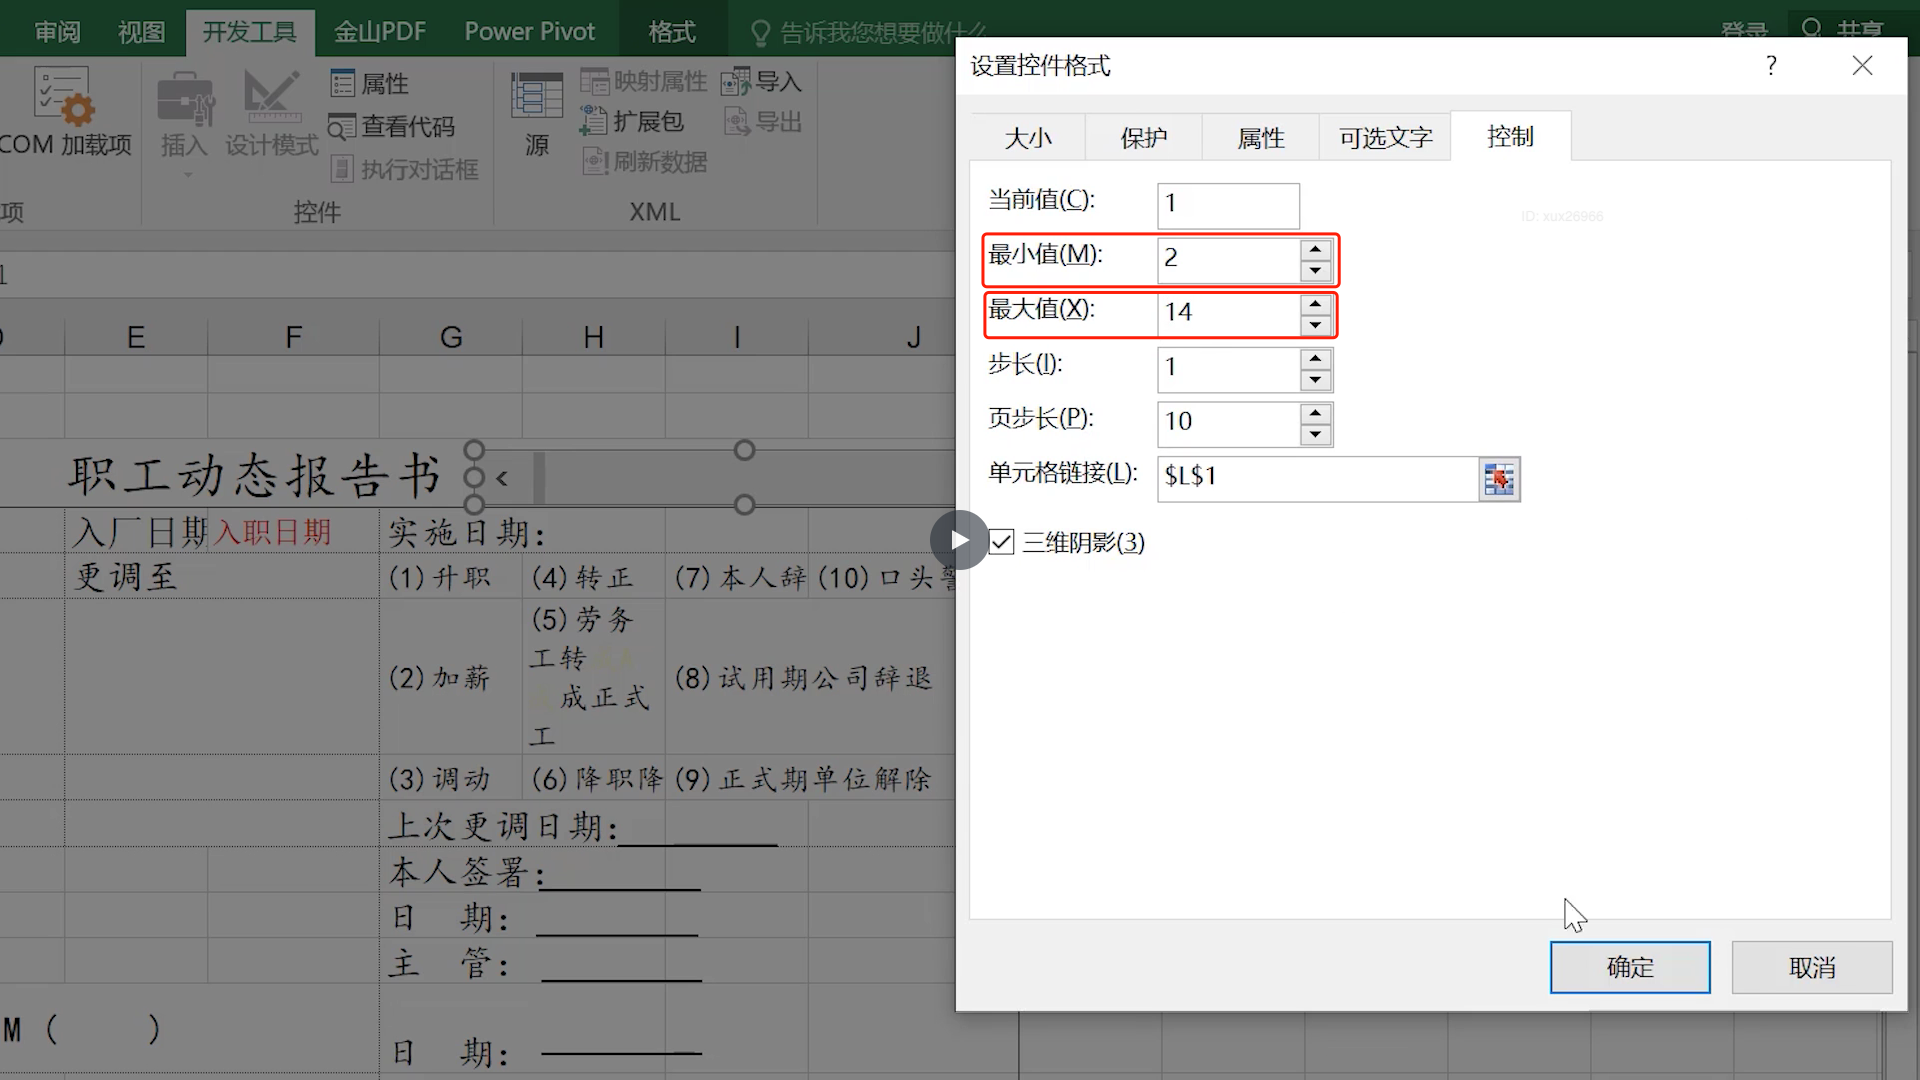 审阅 视图 开发工具 金山PDF Power Pivot 格式 告诉我您想要做什么 登录 共享
COM 加载项 插入 设计模式 属性 查看代码 执行对话框 源 映射属性 扩展包 刷新数据 导入 导出
项 控件 XML
1
E F G H I J
职工动态报告书
入厂日期 入职日期 实施日期:
更调至 (1)升职 (4)转正 (7)本人辞 (10)口头警
(2)加薪 (5)劳务 (8)试用期公司辞退
工转
成正式
工
(3)调动 (6)降职降 (9)正式期单位解除
上次更调日期:
本人签署:
日 期:
主 管:
M ( )
日 期:
设置控件格式 ?
大小 保护 属性 可选文字 控制
当前值(C): 1
ID: xux26966
最小值(M): 2
最大值(X): 14
步长(I): 1
页步长(P): 10
单元格链接(L): $L$1
三维阴影(3)
确定 取消